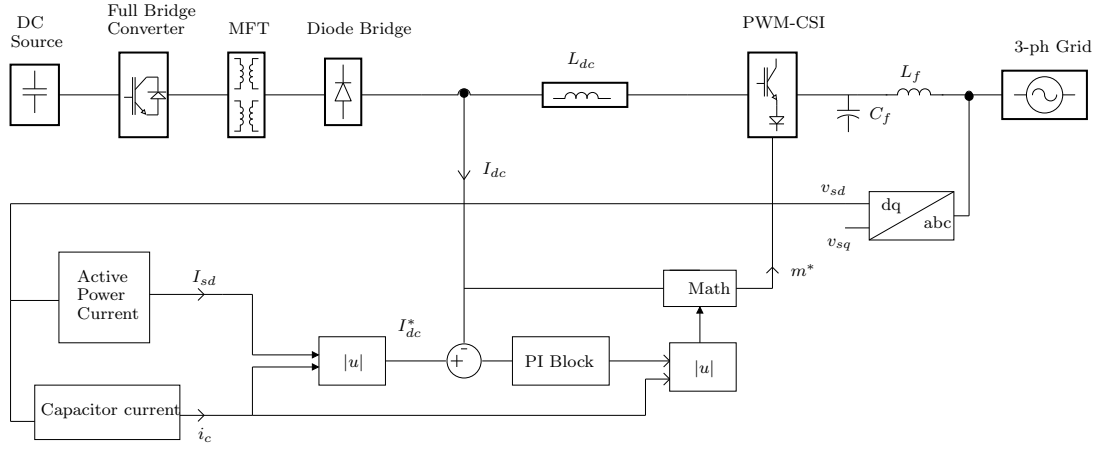 DC
Source
Full Bridge
Converter
MFT
Diode Bridge
L_dc
PWM-CSI
L_f
C_f
3-ph Grid
I_dc
v_sd
dq
abc
v_sq
m*
Active
Power
Current
I_sd
Math
I*_dc
|u|
-
+
PI Block
|u|
Capacitor current
i_c